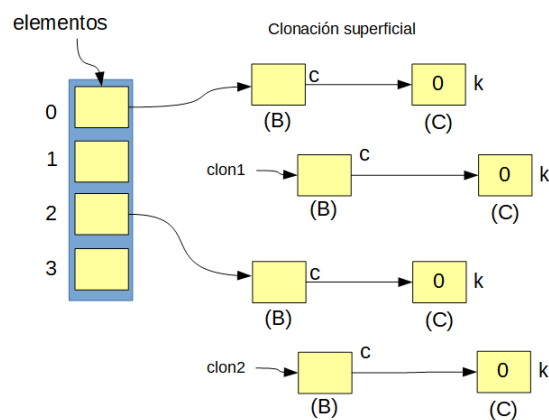 elementos
Clonación superficial
0
c
0
k
(B)
(C)
1
clon1
c
0
k
(B)
(C)
2
3
c
0
k
(B)
(C)
clon2
c
0
k
(B)
(C)